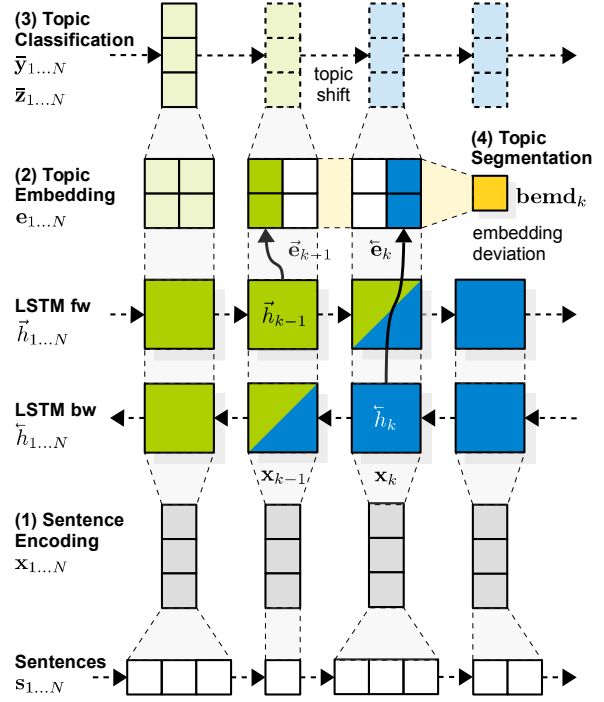 (3) Topic
Classification
ȳ₁…N
z̄₁…N
topic
shift
(4) Topic
Segmentation
bemdₖ
embedding
deviation
(2) Topic
Embedding
e₁…N
e⃗ₖ₊₁
e⃖ₖ
LSTM fw
h⃗₁…N
h⃗ₖ₋₁
LSTM bw
h⃖₁…N
h⃖ₖ
xₖ₋₁
xₖ
(1) Sentence
Encoding
x₁…N
Sentences
s₁…N